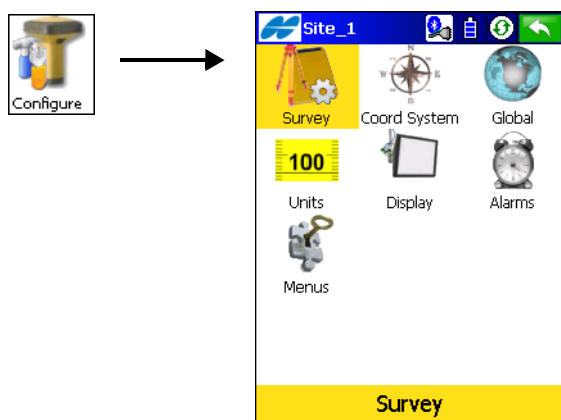 Configure
Site_1
N
W E
S
Survey Coord System Global
100
Units Display Alarms
Menus
Survey